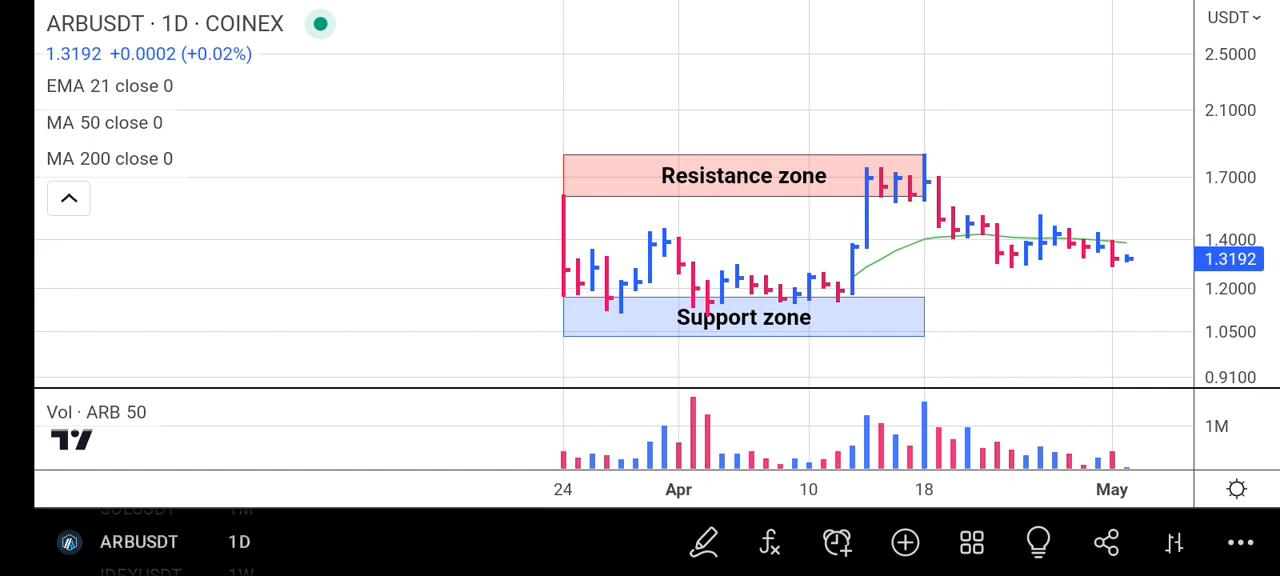 ARBUSDT · 1D · COINEX
USDT
1.3192 +0.0002 (+0.02%)
2.5000
EMA 21 close 0
2.1000
MA 50 close 0
MA 200 close 0
Resistance zone
1.7000
1.4000
1.3192
1.2000
Support zone
1.0500
0.9100
Vol · ARB 50
1M
24 Apr 10 18 May
ARBUSDT 1D